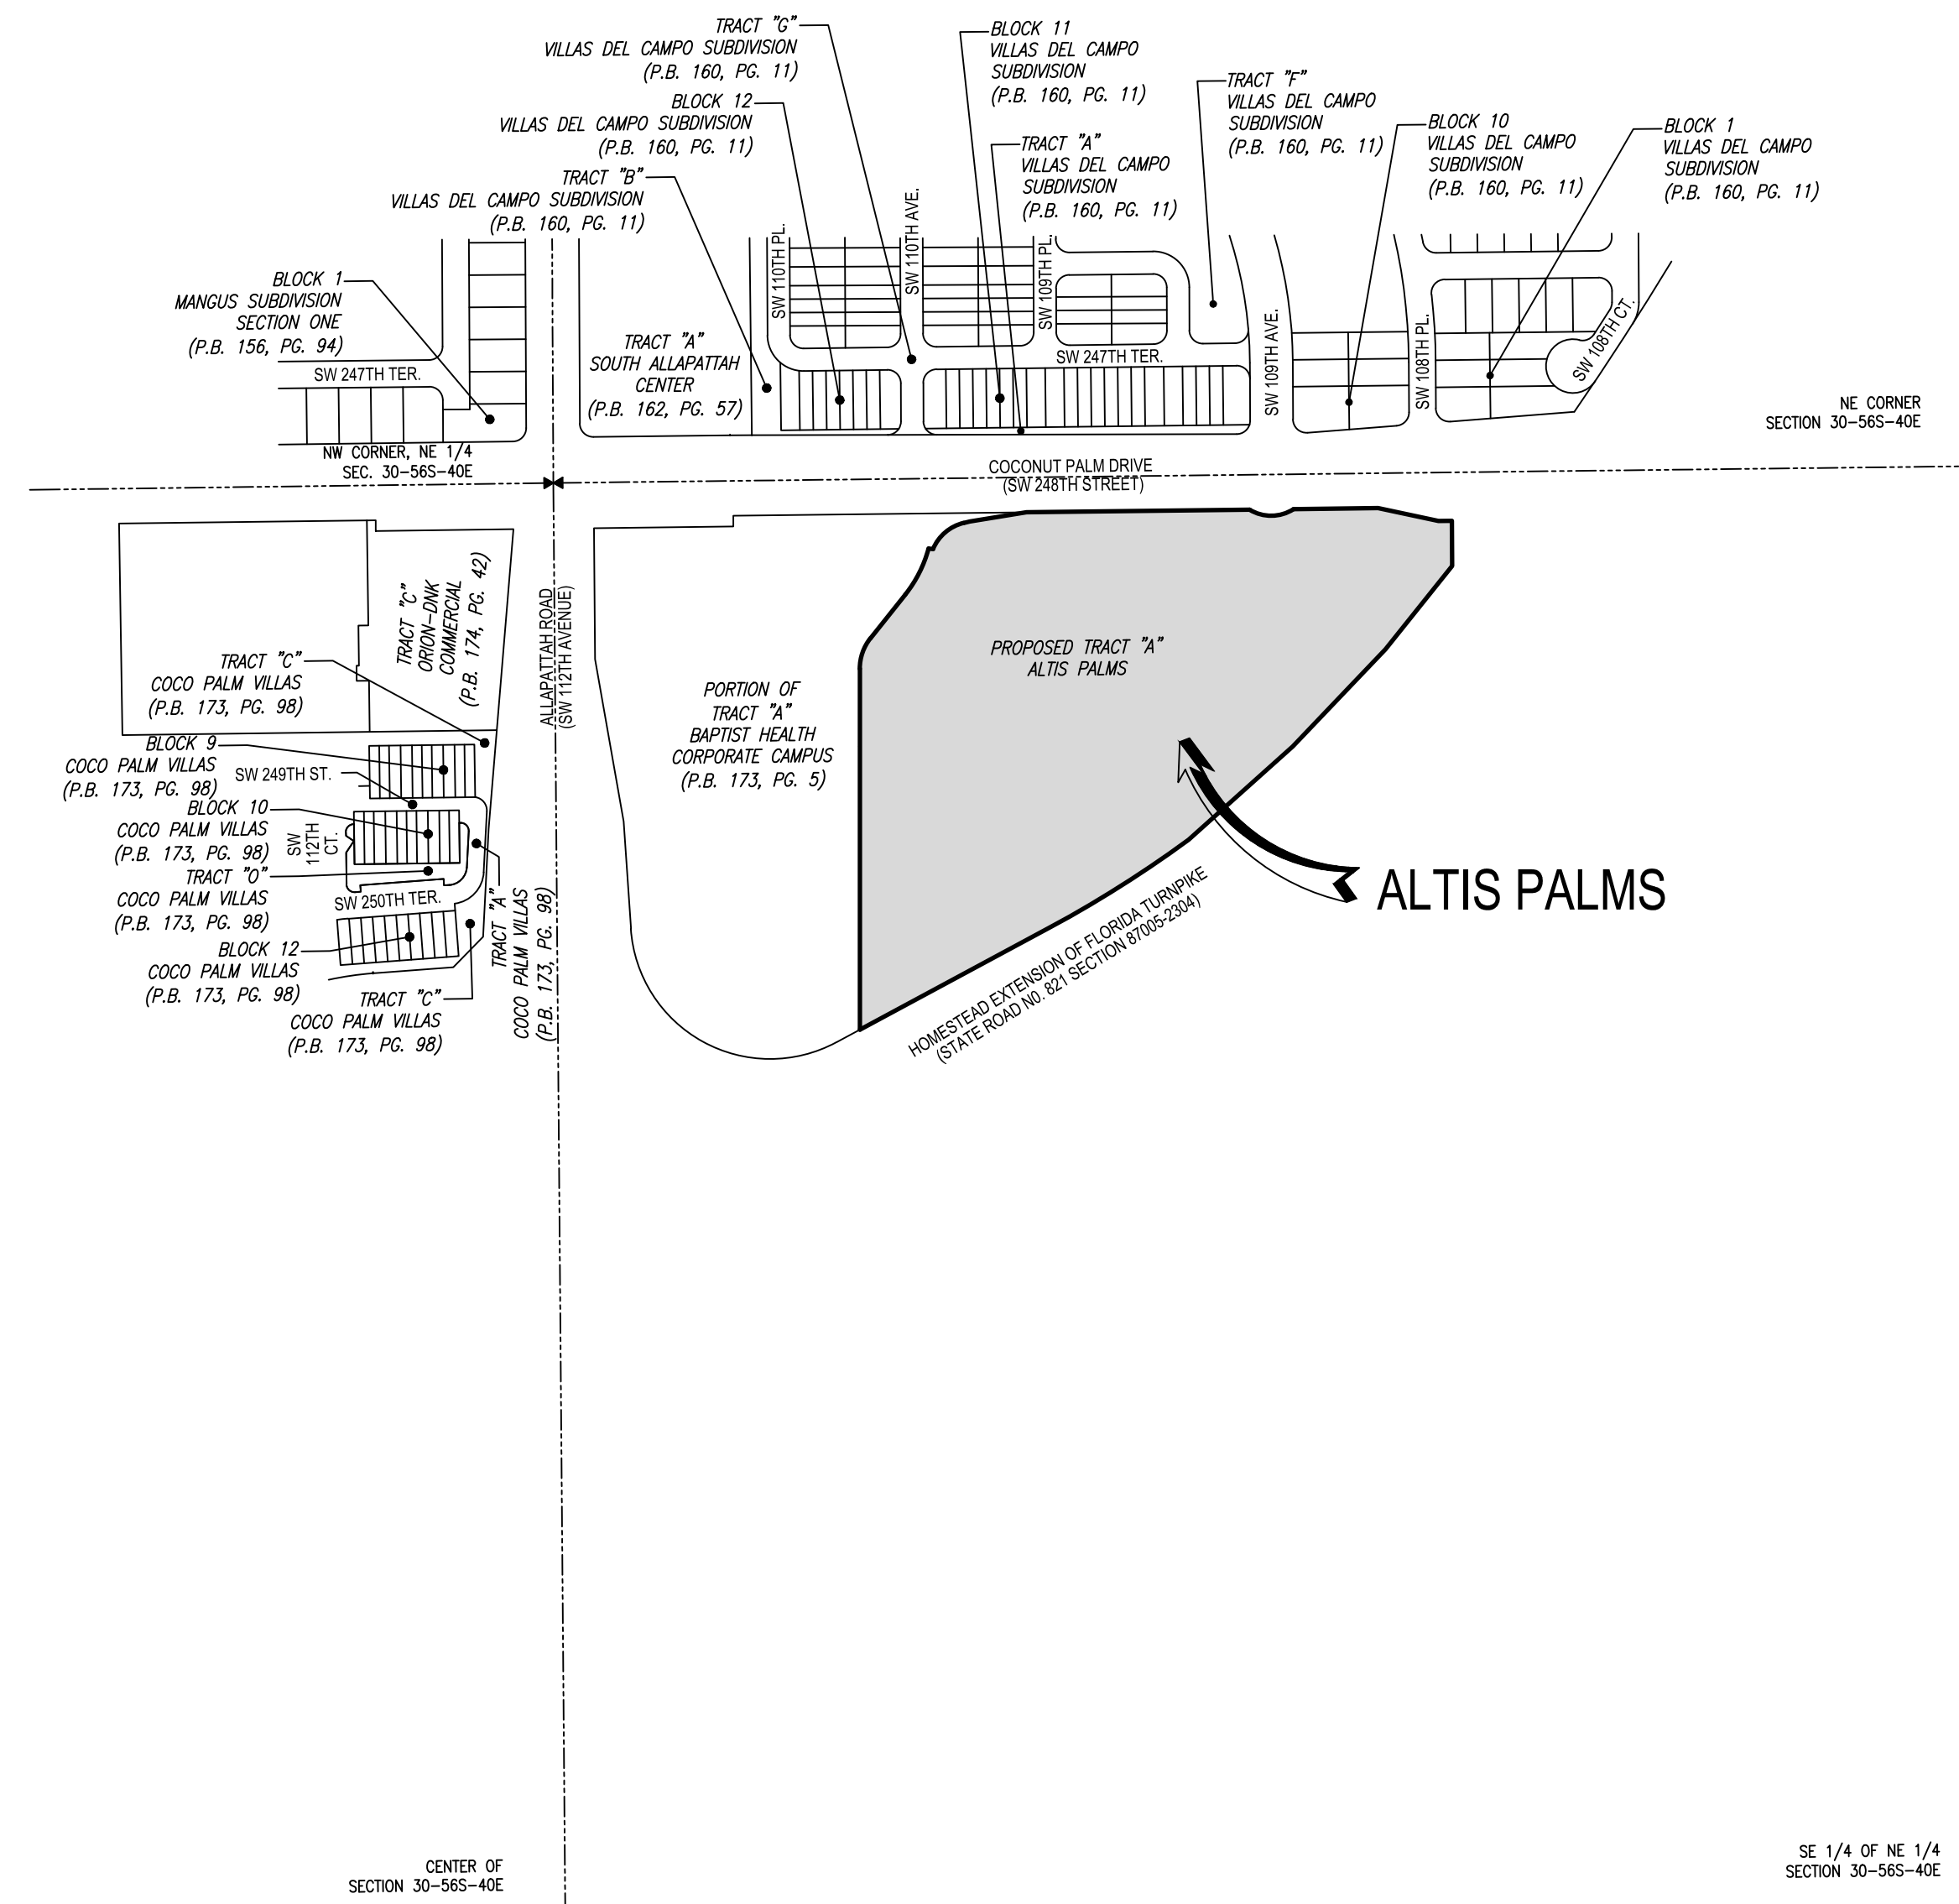 TRACT "G"
VILLAS DEL CAMPO SUBDIVISION
(P.B. 160, PG. 11)
BLOCK 12
VILLAS DEL CAMPO SUBDIVISION
(P.B. 160, PG. 11)
TRACT "B"
VILLAS DEL CAMPO SUBDIVISION
(P.B. 160, PG. 11)
BLOCK 11
VILLAS DEL CAMPO
SUBDIVISION
(P.B. 160, PG. 11)
TRACT "A"
VILLAS DEL CAMPO
SUBDIVISION
(P.B. 160, PG. 11)
TRACT "F"
VILLAS DEL CAMPO
SUBDIVISION
(P.B. 160, PG. 11)
BLOCK 10
VILLAS DEL CAMPO
SUBDIVISION
(P.B. 160, PG. 11)
BLOCK 1
VILLAS DEL CAMPO
SUBDIVISION
(P.B. 160, PG. 11)
BLOCK 1
MANGUS SUBDIVISION
SECTION ONE
(P.B. 156, PG. 94)
SW 247TH TER.
TRACT "A"
SOUTH ALLAPATTAH
CENTER
(P.B. 162, PG. 57)
SW 110TH PL.
SW 110TH AVE.
SW 109TH PL.
SW 247TH TER.
SW 109TH AVE.
SW 108TH PL.
SW 108TH CT.
NE CORNER
SECTION 30-56S-40E
NW CORNER, NE 1/4
SEC. 30-56S-40E
COCONUT PALM DRIVE
(SW 248TH STREET)
TRACT "C"
ORION-DNK
COMMERCIAL
(P.B. 174, PG. 42)
ALLAPATTAH ROAD
(SW 112TH AVENUE)
TRACT "C"
COCO PALM VILLAS
(P.B. 173, PG. 98)
BLOCK 9
COCO PALM VILLAS
(P.B. 173, PG. 98)
SW 249TH ST.
BLOCK 10
COCO PALM VILLAS
(P.B. 173, PG. 98)
SW
112TH
CT.
TRACT "O"
COCO PALM VILLAS
(P.B. 173, PG. 98)
SW 250TH TER.
BLOCK 12
COCO PALM VILLAS
(P.B. 173, PG. 98)
TRACT "C"
COCO PALM VILLAS
(P.B. 173, PG. 98)
TRACT "A"
COCO PALM VILLAS
(P.B. 173, PG. 98)
PORTION OF
TRACT "A"
BAPTIST HEALTH
CORPORATE CAMPUS
(P.B. 173, PG. 5)
PROPOSED TRACT "A"
ALTIS PALMS
ALTIS PALMS
HOMESTEAD EXTENSION OF FLORIDA TURNPIKE
(STATE ROAD N0. 821 SECTION 87005-2304)
CENTER OF
SECTION 30-56S-40E
SE 1/4 OF NE 1/4
SECTION 30-56S-40E